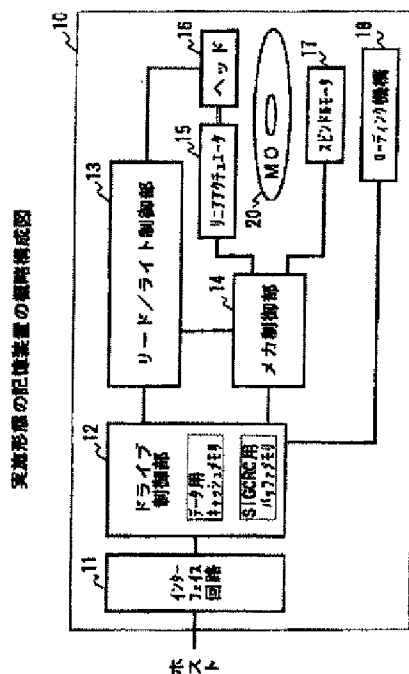 実施形態の記憶装置の概略構成図
10
ホスト
11
インター
フェイス
回路
12
ドライブ
制御部
データ用
キャッシュメモリ
SIGCRC用
バッファメモリ
13
リード/ライト制御部
14
メカ制御部
15
リニアアクチュエータ
16
ヘッド
MO
20
17
スピンドルモータ
18
ローディング機構